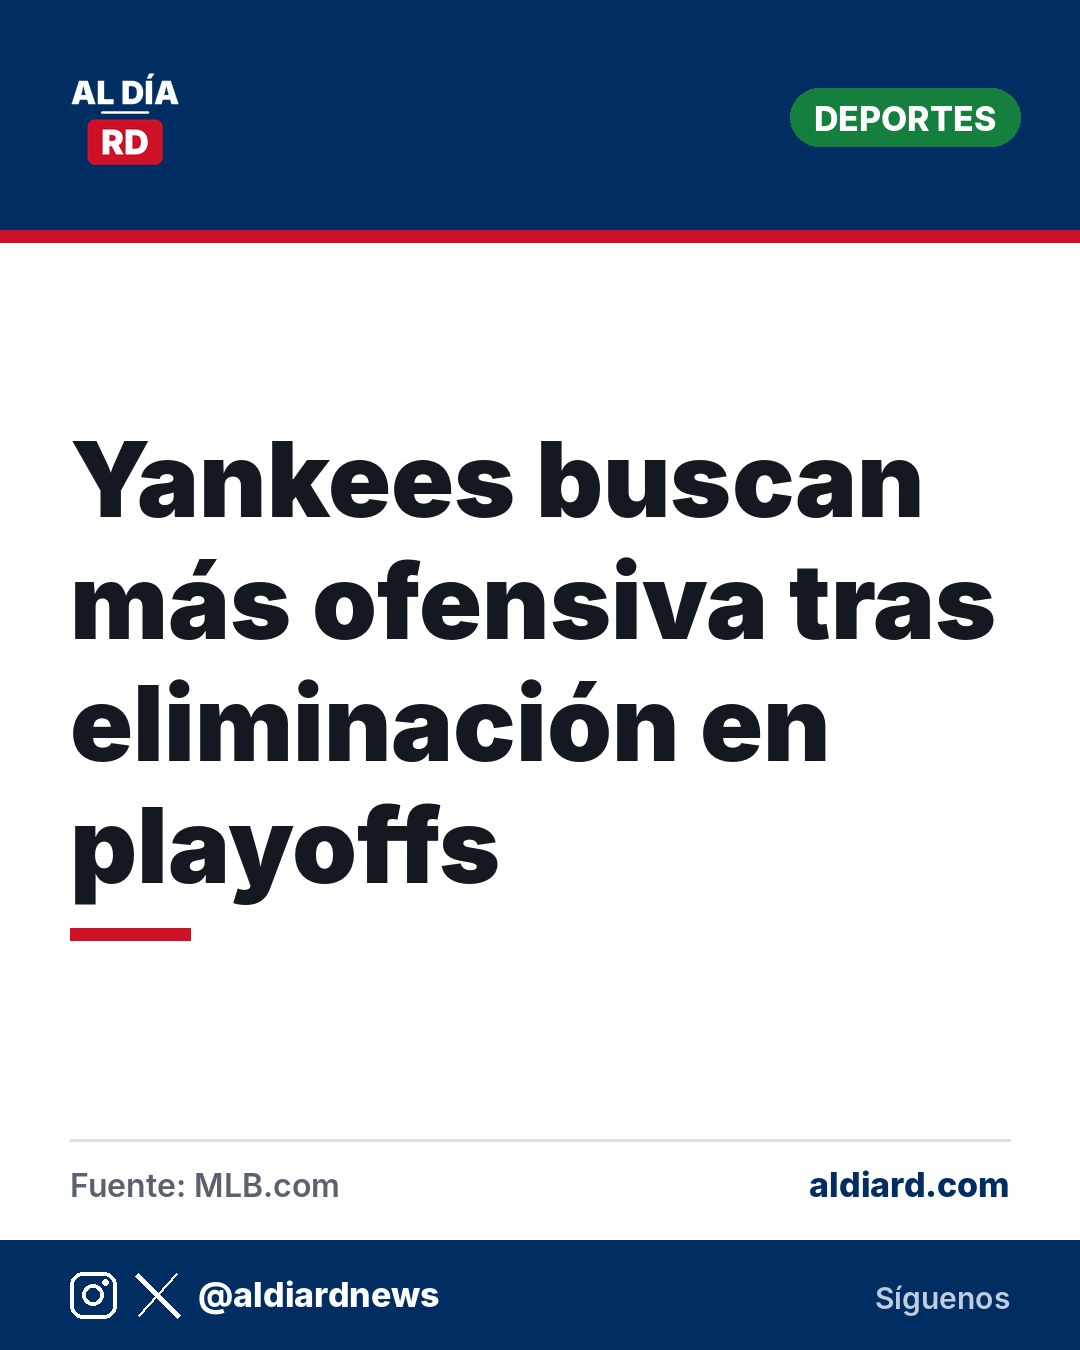 AL DÍA
RD
DEPORTES
Yankees buscan
más ofensiva tras
eliminación en
playoffs
Fuente: MLB.com
aldiard.com
@aldiardnews
Síguenos